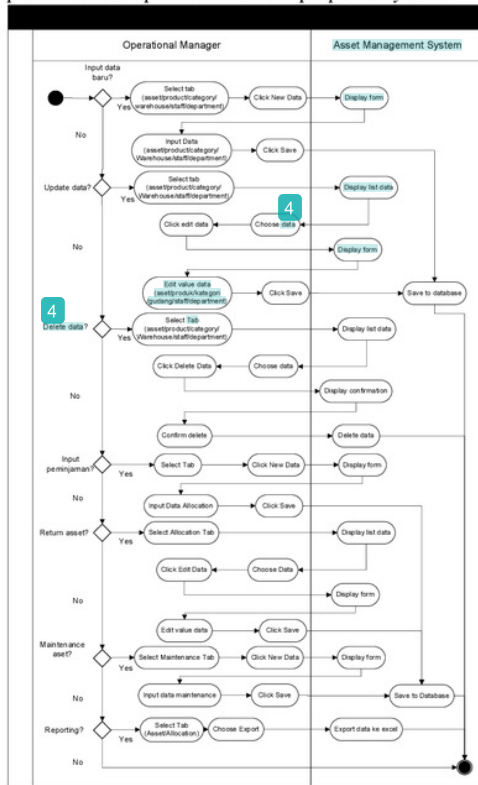 Operational Manager
Asset Management System
Input data
baru?
Yes
Select tab
(asset/product/category/
warehouse/staff/department)
Click New Data
Display form
No
Input Data
(asset/product/category/
Warehouse/staff/department)
Click Save
Update data?
Yes
Select tab
(asset/product/category/
Warehouse/staff/department)
Display list data
4
Click edit data
Choose data
No
Display form
Edit value data
(aset/produk/kategori
(gudang/staff/department)
Click Save
Save to database
4
Delete data?
Yes
Select Tab
(asset/product/category/
Warehouse/staff/department)
Display list data
Click Delete Data
Choose data
No
Display confirmation
Confirm delete
Delete data
Input
peminjaman?
Yes
Select Tab
Click New Data
Display form
No
Input Data Allocation
Click Save
Return asset?
Yes
Select Allocation Tab
Display list data
Click Edit Data
Choose Data
No
Display form
Edit value data
Click Save
Maintenance
aset?
Yes
Select Maintenance Tab
Click New Data
Display form
No
Input data maintenance
Click Save
Save to Database
Reporting?
Yes
Select Tab
(Asset/Allocation)
Choose Export
Export data ke excel
No